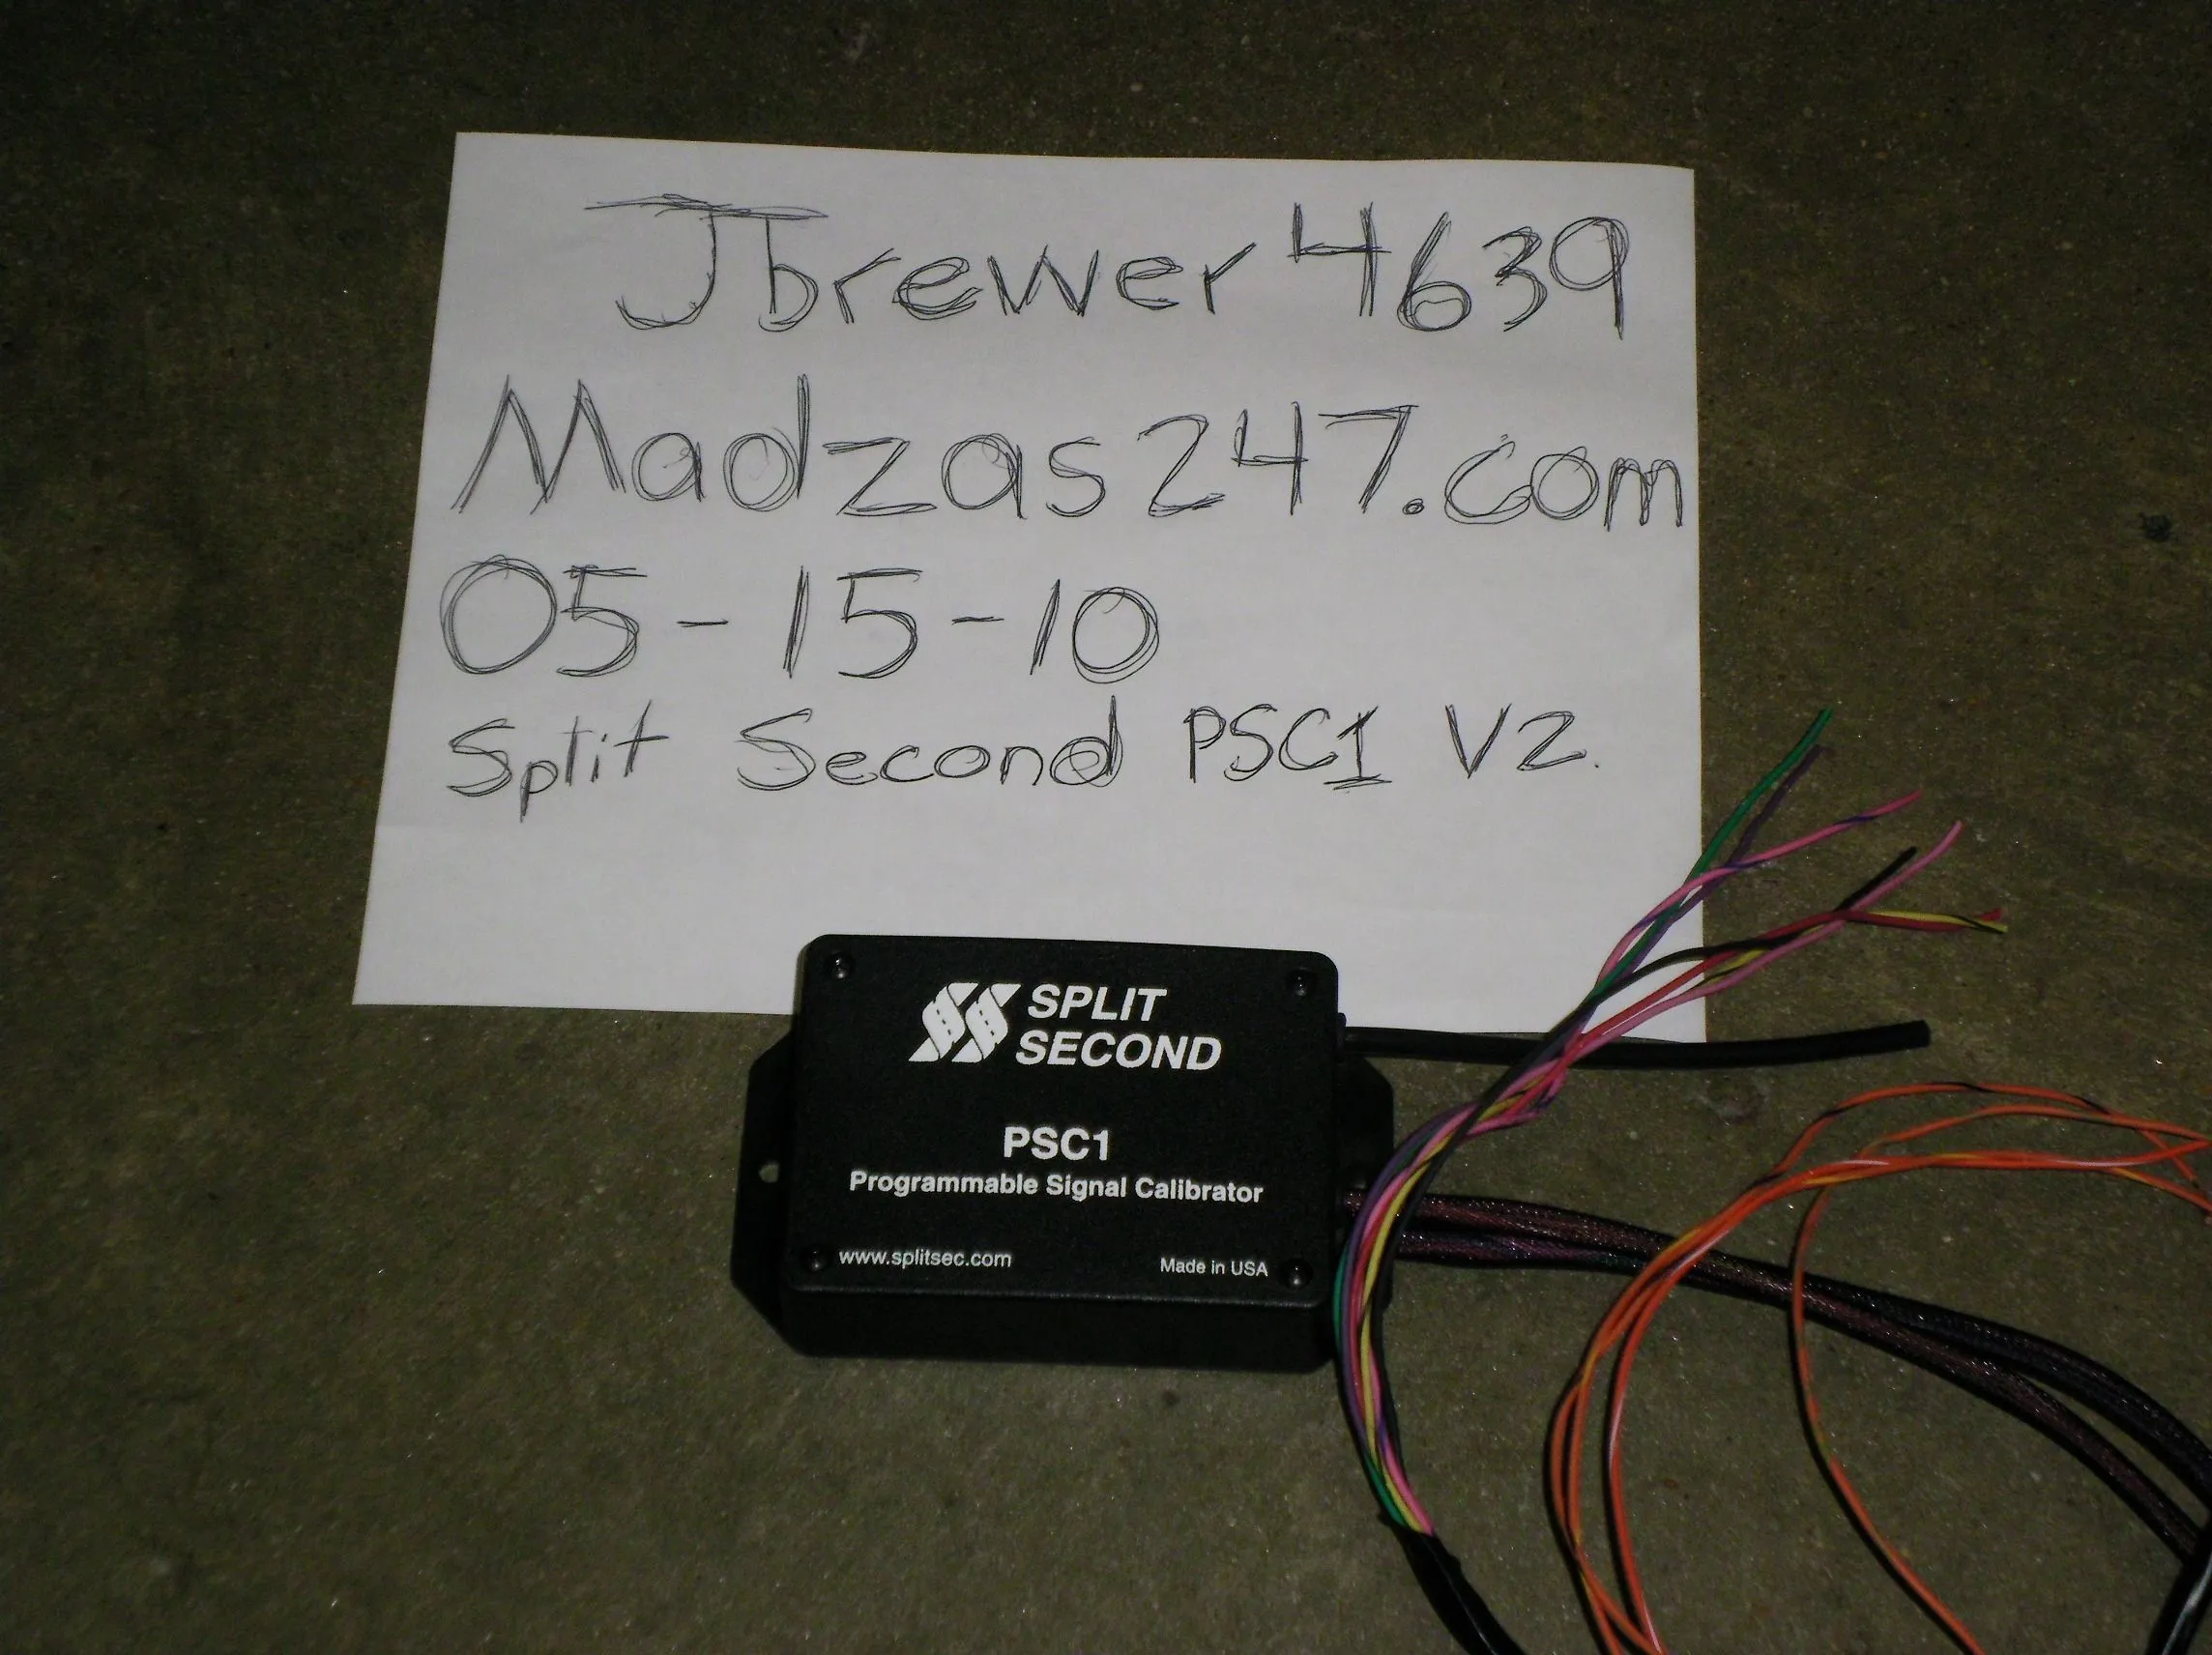 Jbrewer4639
Madzas247.com
05-15-10
Split Second PSC1 V2.
SPLIT
SECOND
PSC1
Programmable Signal Calibrator
www.splitsec.com
Made in USA